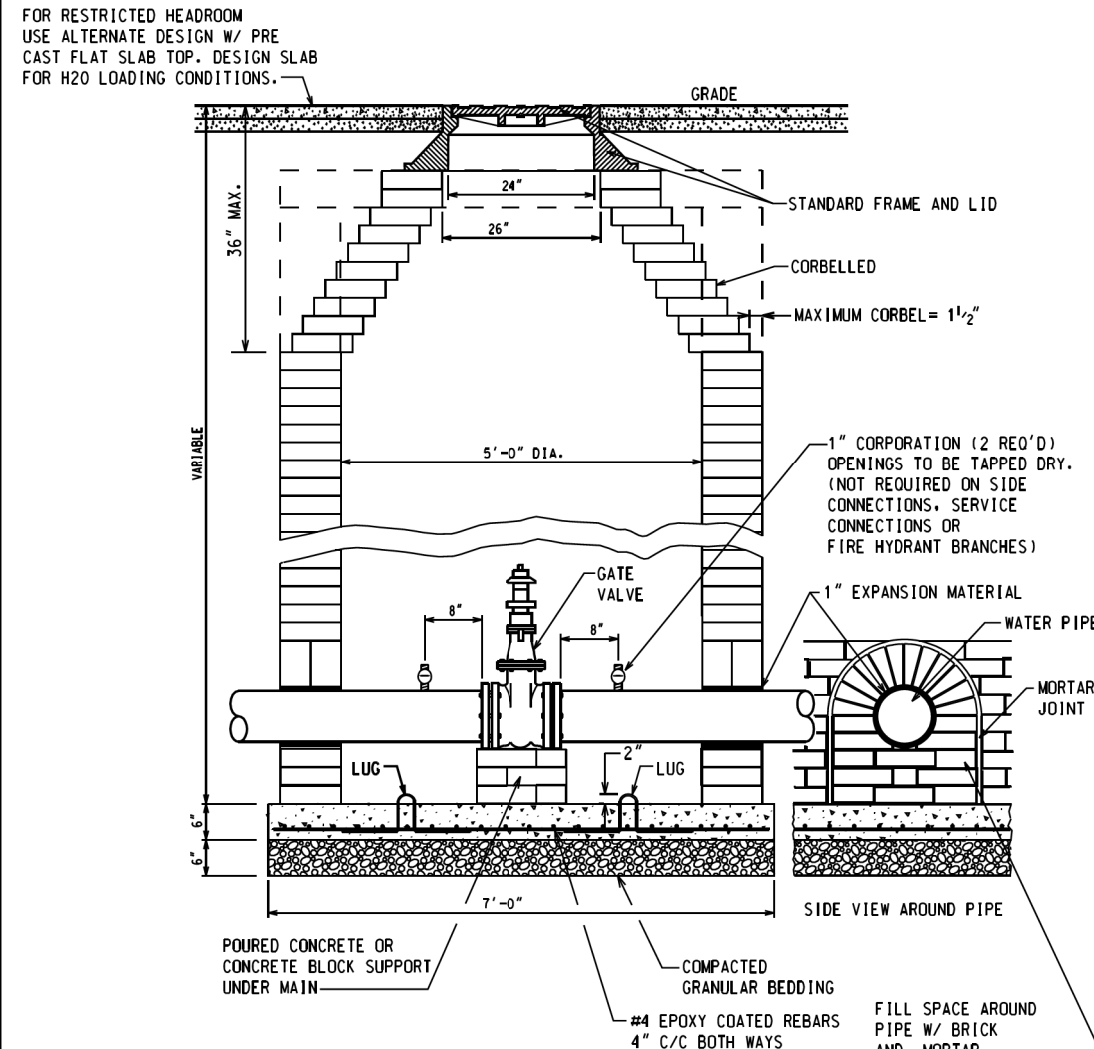 FOR RESTRICTED HEADROOM
USE ALTERNATE DESIGN W/ PRE
CAST FLAT SLAB TOP. DESIGN SLAB
FOR H20 LOADING CONDITIONS.
GRADE
36" MAX.
24"
26"
STANDARD FRAME AND LID
CORBELLED
MAXIMUM CORBEL= 1 1/2"
VARIABLE
5'-0" DIA.
1" CORPORATION (2 REQ'D)
OPENINGS TO BE TAPPED DRY.
(NOT REQUIRED ON SIDE
CONNECTIONS, SERVICE
CONNECTIONS OR
FIRE HYDRANT BRANCHES)
GATE
VALVE
8"
8"
1" EXPANSION MATERIAL
WATER PIPE
MORTAR
JOINT
LUG
2"
LUG
6"
6"
7'-0"
SIDE VIEW AROUND PIPE
POURED CONCRETE OR
CONCRETE BLOCK SUPPORT
UNDER MAIN
COMPACTED
GRANULAR BEDDING
#4 EPOXY COATED REBARS
4" C/C BOTH WAYS
FILL SPACE AROUND
PIPE W/ BRICK
AND MORTAR